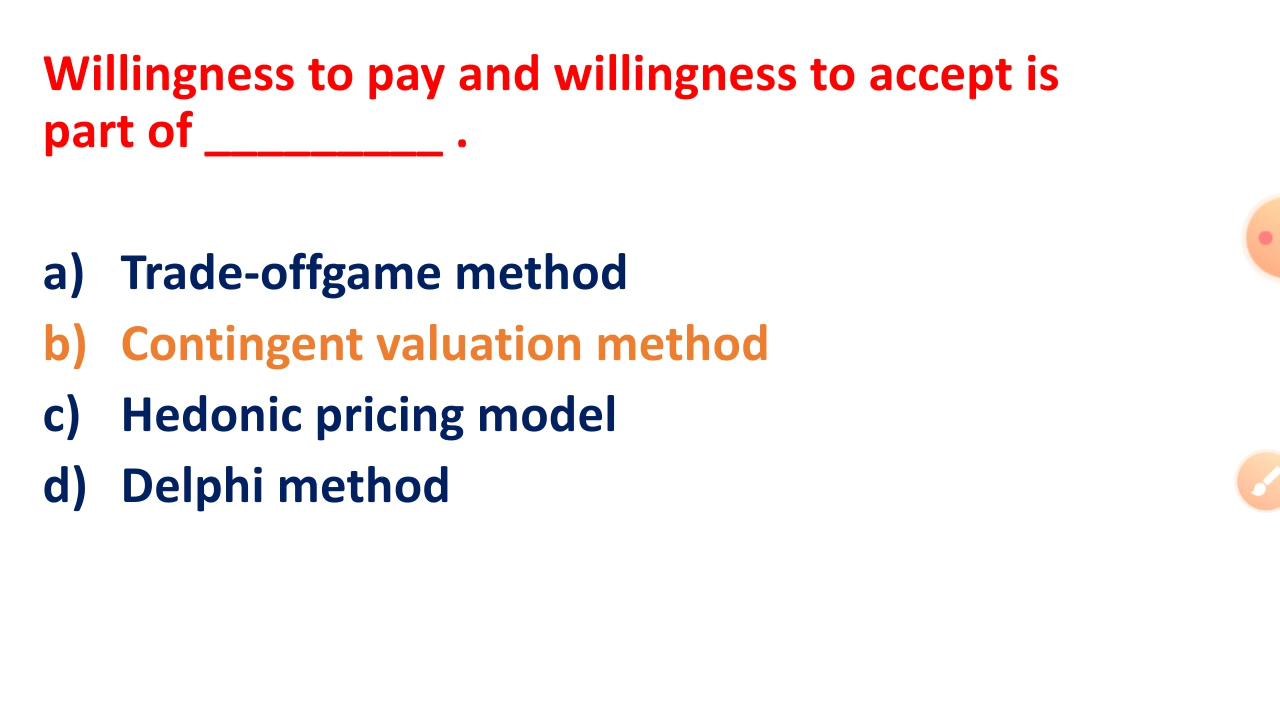 Willingness to pay and willingness to accept is
part of _________ .
a) Trade-offgame method
b) Contingent valuation method
c) Hedonic pricing model
d) Delphi method